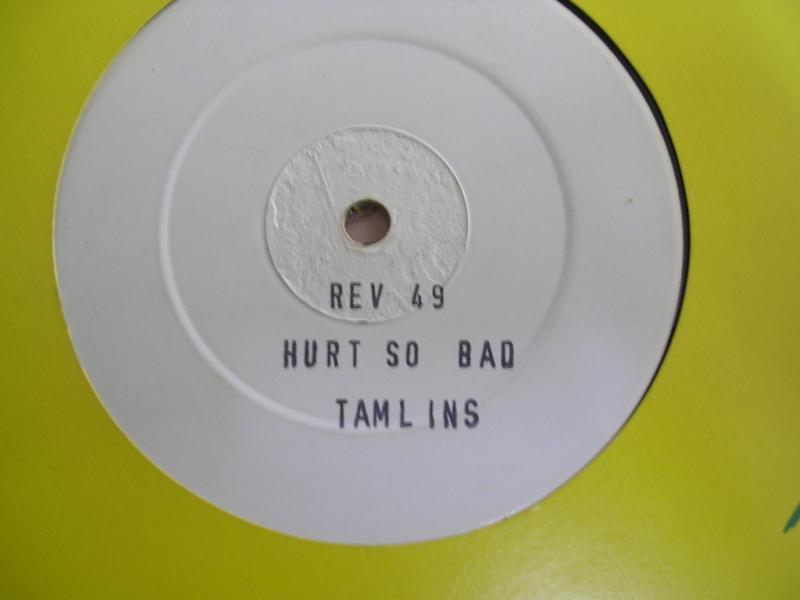 REV 49
HURT SO BAD
TAMLINS